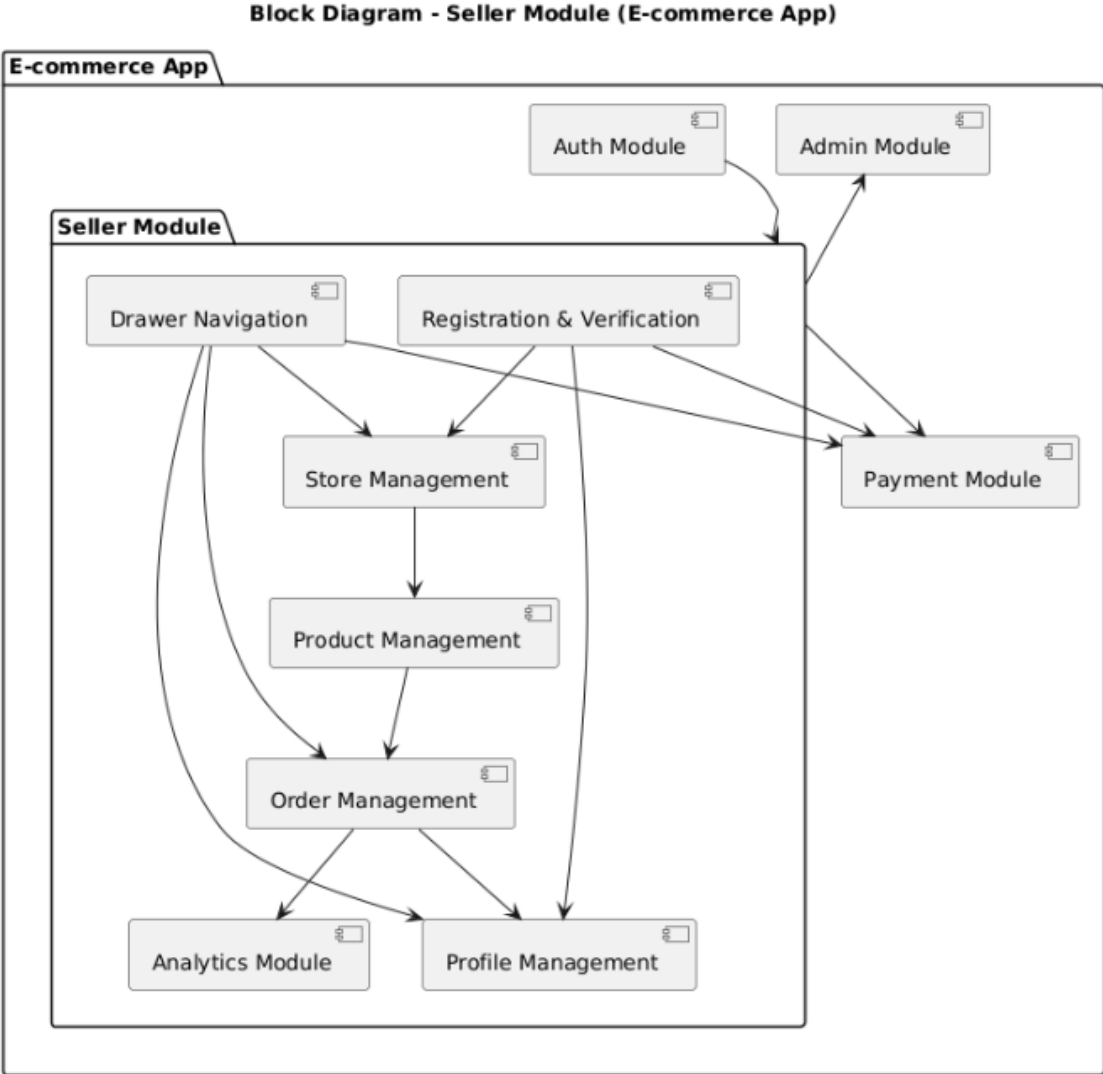 Block Diagram - Seller Module (E-commerce App)
E-commerce App
Auth Module
Admin Module
Seller Module
Drawer Navigation
Registration & Verification
Store Management
Payment Module
Product Management
Order Management
Analytics Module
Profile Management